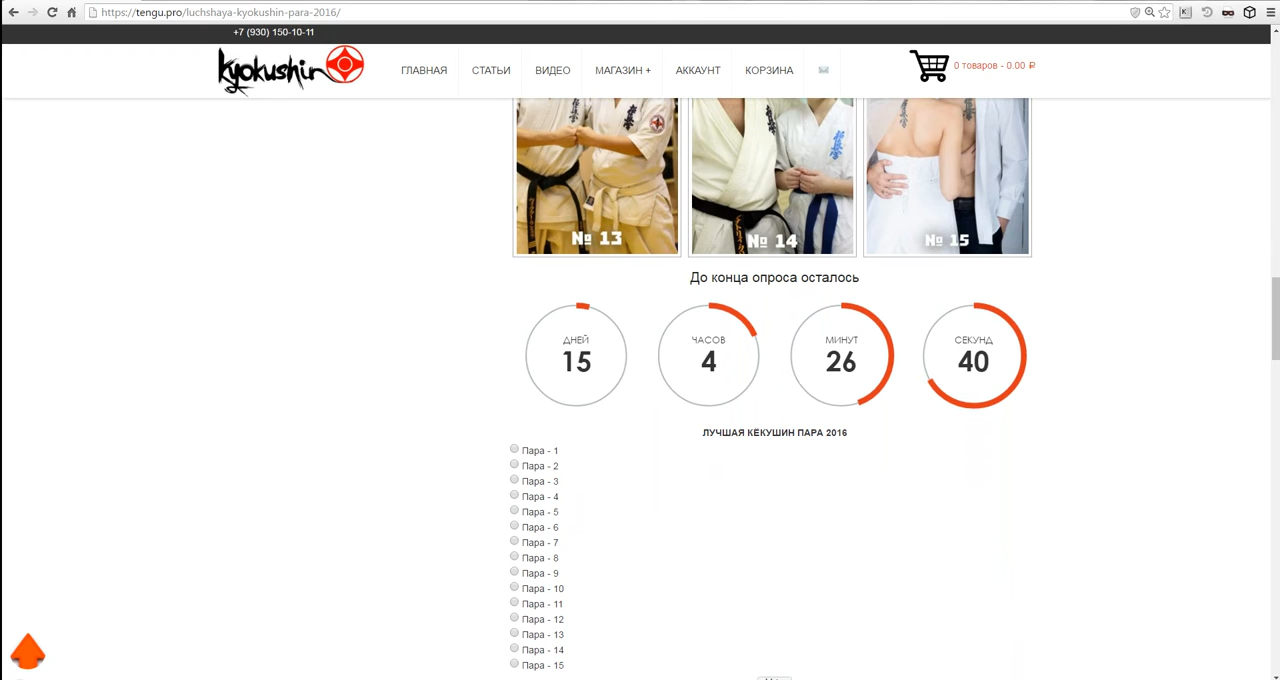 https://tengu.pro/luchshaya-kyokushin-para-2016/
+7 (930) 150-10-11
kyokushin
ГЛАВНАЯ СТАТЬИ ВИДЕО МАГАЗИН + АККАУНТ КОРЗИНА
0 товаров - 0.00 ₽
№ 13 № 14 № 15
До конца опроса осталось
ДНЕЙ ЧАСОВ МИНУТ СЕКУНД
15 4 26 40
ЛУЧШАЯ КЁКУШИН ПАРА 2016
Пара - 1
Пара - 2
Пара - 3
Пара - 4
Пара - 5
Пара - 6
Пара - 7
Пара - 8
Пара - 9
Пара - 10
Пара - 11
Пара - 12
Пара - 13
Пара - 14
Пара - 15